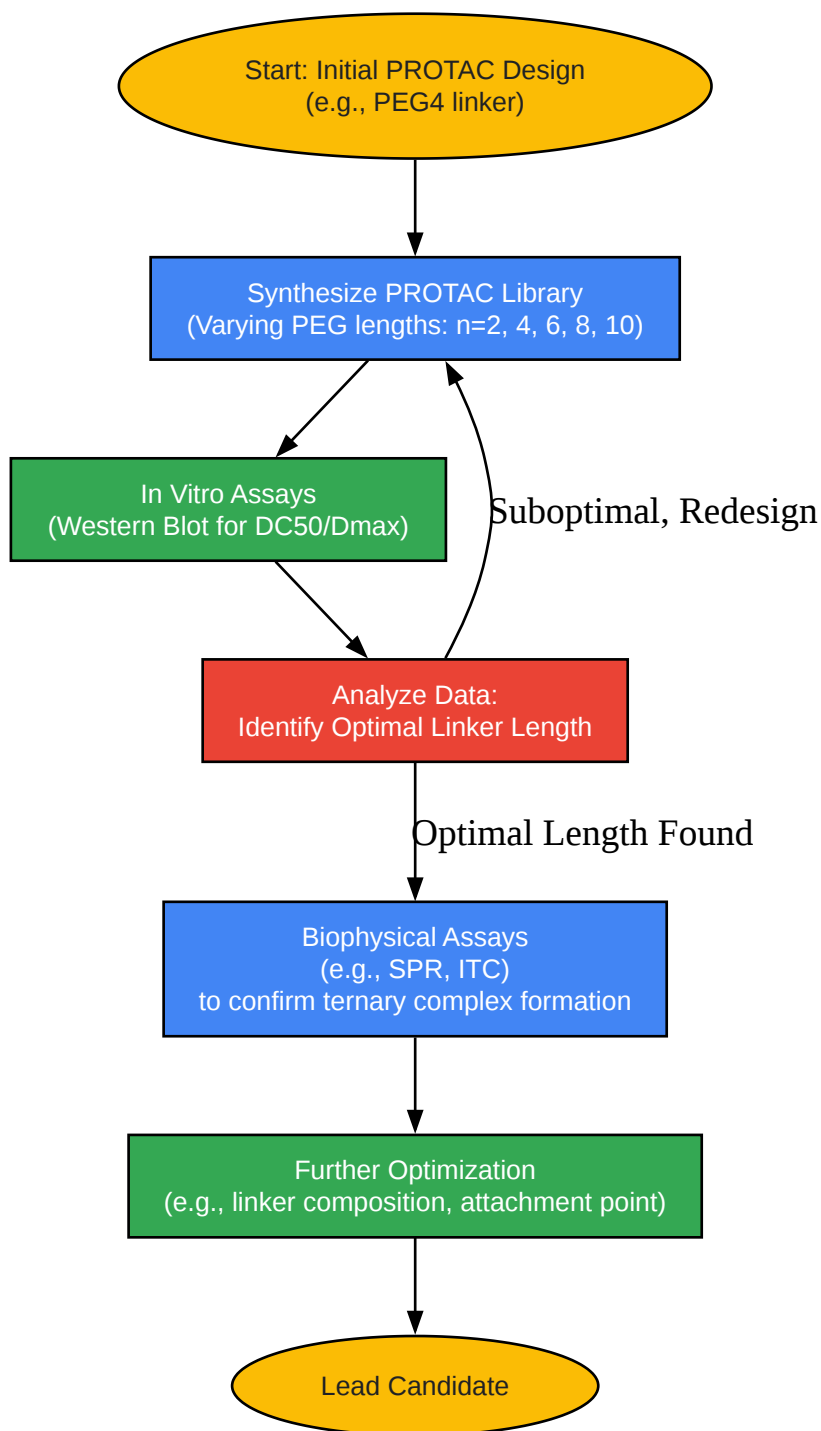 Start: Initial PROTAC Design
(e.g., PEG4 linker)
Synthesize PROTAC Library
(Varying PEG lengths: n=2, 4, 6, 8, 10)
In Vitro Assays
(Western Blot for DC50/Dmax)
Suboptimal, Redesign
Analyze Data:
Identify Optimal Linker Length
Optimal Length Found
Biophysical Assays
(e.g., SPR, ITC)
to confirm ternary complex formation
Further Optimization
(e.g., linker composition, attachment point)
Lead Candidate